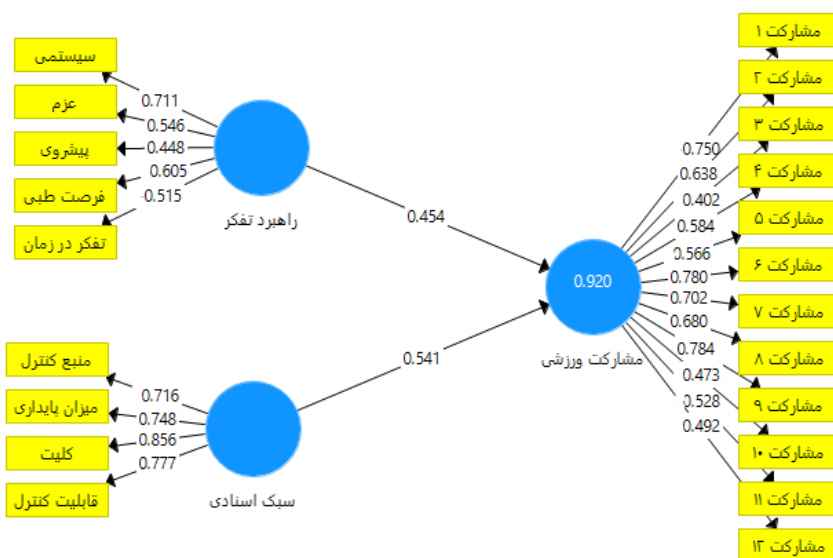 سیستمی
عزم
پیشروی
فرصت طبی
تفکر در زمان
0.711
0.546
0.448
0.605
0.515
راهبرد تفکر
0.454
منبع کنترل
میزان پایداری
کلیت
قابلیت کنترل
0.716
0.748
0.856
0.777
سبک اسنادی
0.541
0.920
مشارکت ورزشی
0.750
0.638
0.402
0.584
0.566
0.780
0.702
0.680
0.784
0.473
0.528
0.492
مشارکت ۱
مشارکت ۲
مشارکت ۳
مشارکت ۴
مشارکت ۵
مشارکت ۶
مشارکت ۷
مشارکت ۸
مشارکت ۹
مشارکت ۱۰
مشارکت ۱۱
مشارکت ۱۲